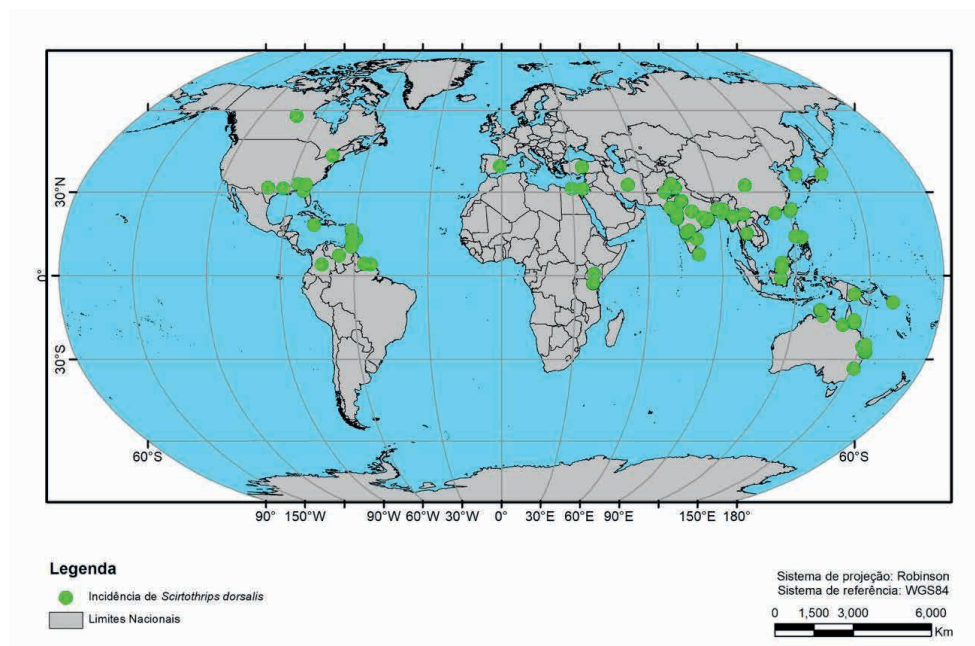 30°N
0°
30°S
60°S
60°S
90° 150°W 90°W 60°W 30°W 0° 30°E 60°E 90°E 150°E 180°
Legenda
Incidência de Scirtothrips dorsalis
Limites Nacionais
Sistema de projeção: Robinson
Sistema de referência: WGS84
0 1,500 3,000 6,000
Km